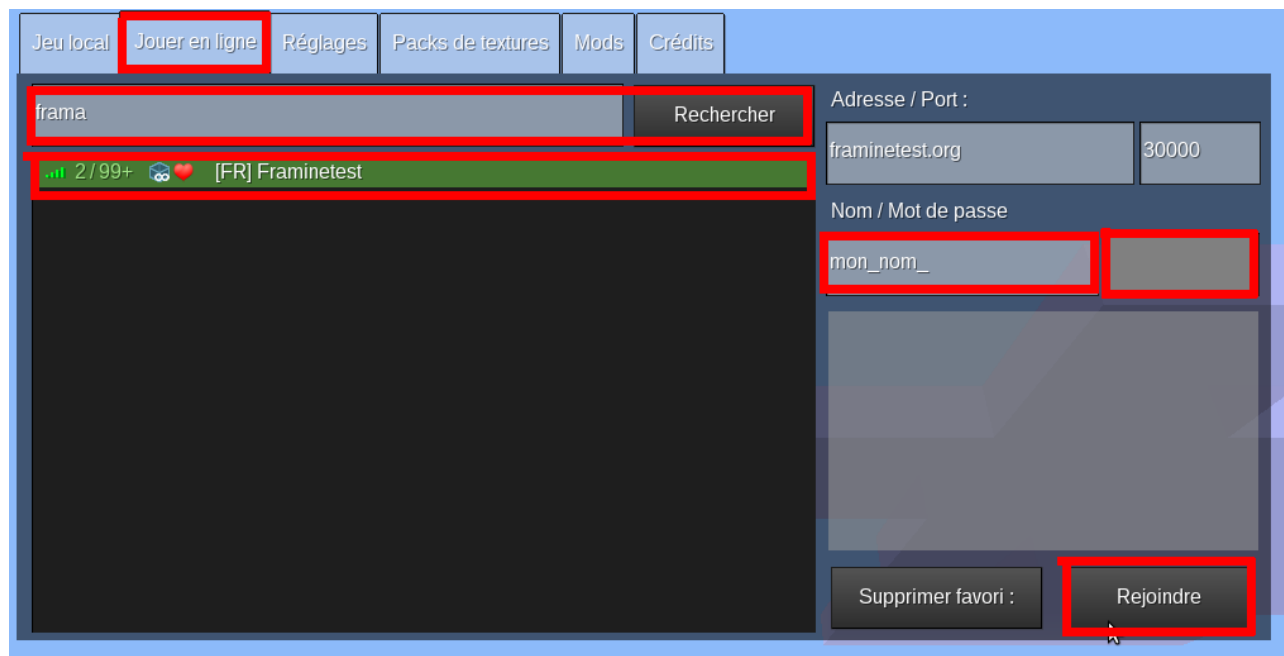 Jeu local Jouer en ligne Réglages Packs de textures Mods Crédits
frama Rechercher
2 / 99+ [FR] Framinetest
Adresse / Port :
framinetest.org 30000
Nom / Mot de passe
mon_nom_
Supprimer favori : Rejoindre